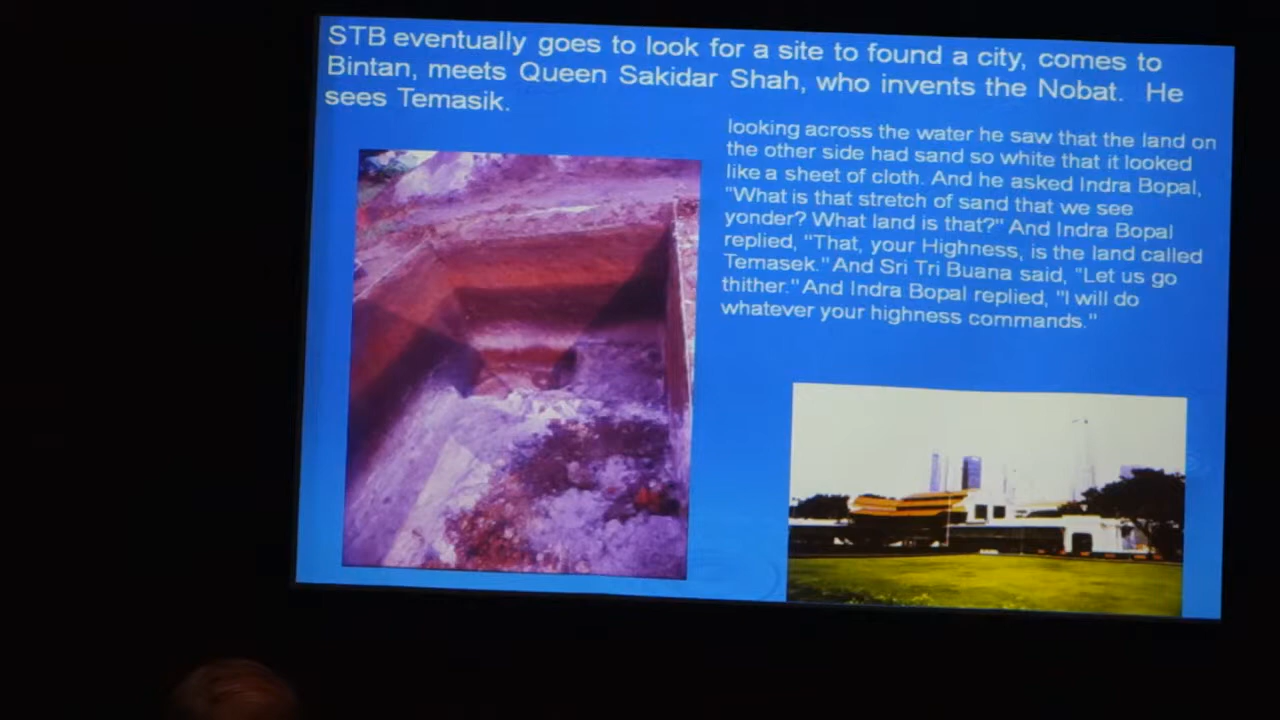 STB eventually goes to look for a site to found a city, comes to
Bintan, meets Queen Sakidar Shah, who invents the Nobat. He
sees Temasik.
looking across the water he saw that the land on
the other side had sand so white that it looked
like a sheet of cloth. And he asked Indra Bopal,
"What is that stretch of sand that we see
yonder? What land is that?" And Indra Bopal
replied, "That, your Highness, is the land called
Temasek." And Sri Tri Buana said, "Let us go
thither." And Indra Bopal replied, "I will do
whatever your highness commands."